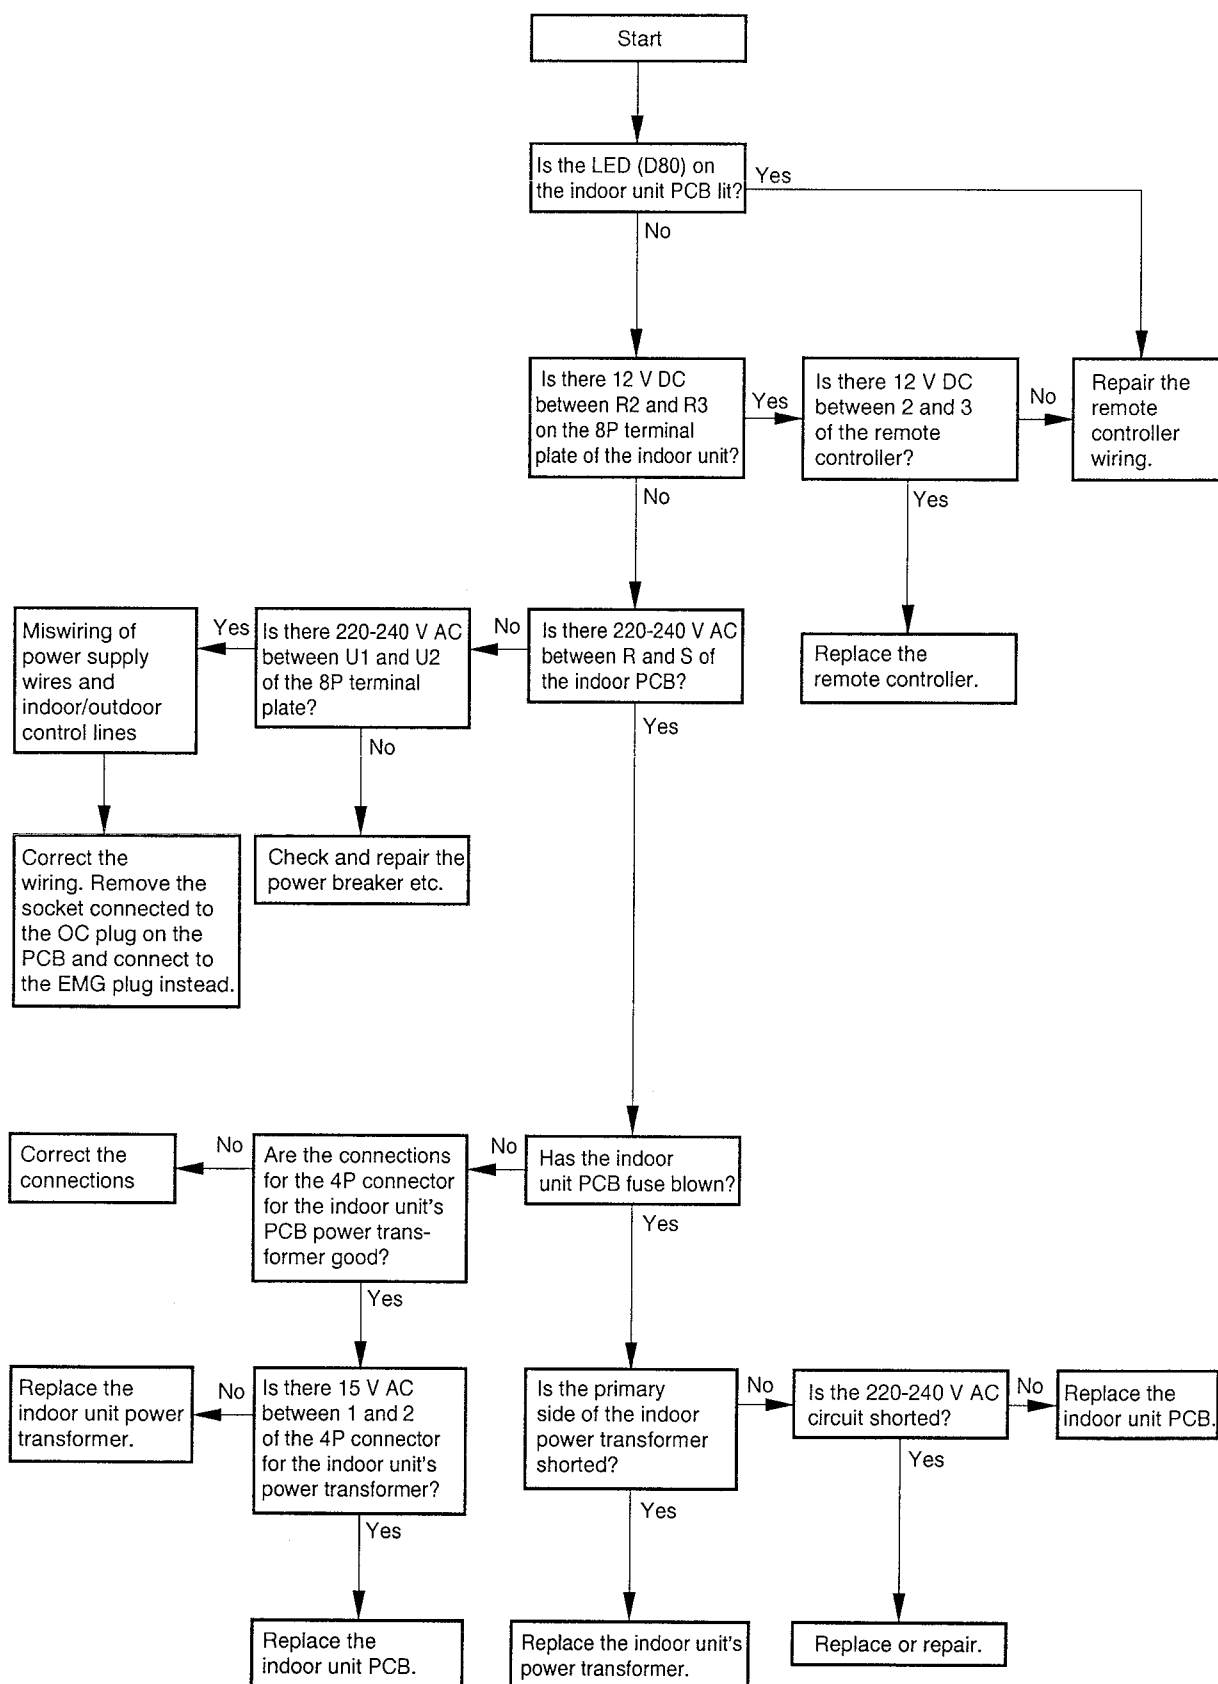 Start
Is the LED (D80) on
the indoor unit PCB lit?
Yes
No
Is there 12 V DC
between R2 and R3
on the 8P terminal
plate of the indoor unit?
Yes
Is there 12 V DC
between 2 and 3
of the remote
controller?
No
Repair the
remote
controller
wiring.
No
Yes
Miswiring of
power supply
wires and
indoor/outdoor
control lines
Yes
Is there 220-240 V AC
between U1 and U2
of the 8P terminal
plate?
No
Is there 220-240 V AC
between R and S of
the indoor PCB?
Replace the
remote controller.
No
Yes
Correct the
wiring. Remove the
socket connected to
the OC plug on the
PCB and connect to
the EMG plug instead.
Check and repair the
power breaker etc.
Correct the
connections
No
Are the connections
for the 4P connector
for the indoor unit's
PCB power trans-
former good?
No
Has the indoor
unit PCB fuse blown?
Yes
Yes
Replace the
indoor unit power
transformer.
No
Is there 15 V AC
between 1 and 2
of the 4P connector
for the indoor unit's
power transformer?
Is the primary
side of the indoor
power transformer
shorted?
No
Is the 220-240 V AC
circuit shorted?
No
Replace the
indoor unit PCB.
Yes
Yes
Yes
Replace the
indoor unit PCB.
Replace the indoor unit's
power transformer.
Replace or repair.